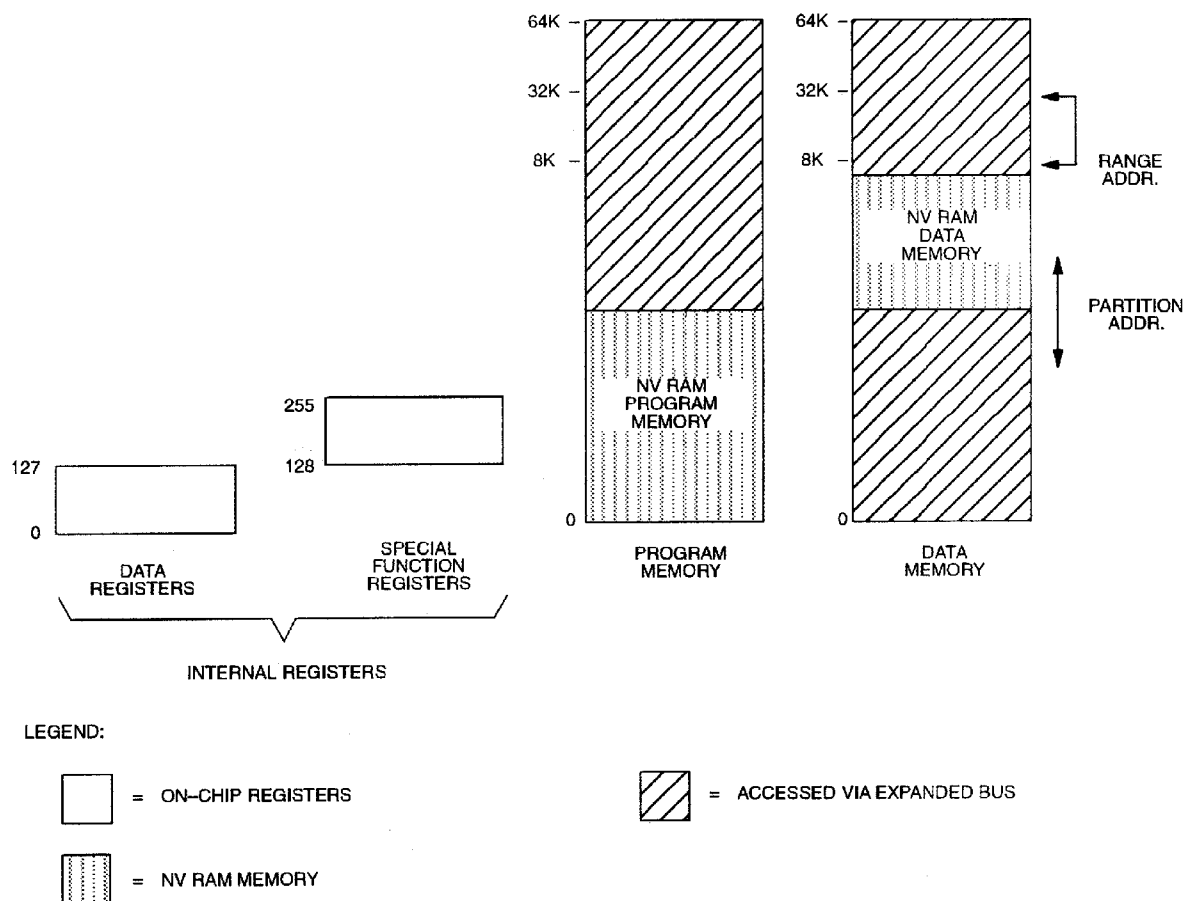 64K
32K
8K
0
NV RAM
PROGRAM
MEMORY
PROGRAM
MEMORY
64K
32K
8K
0
NV RAM
DATA
MEMORY
DATA
MEMORY
RANGE
ADDR.
PARTITION
ADDR.
127
0
DATA
REGISTERS
255
128
SPECIAL
FUNCTION
REGISTERS
INTERNAL REGISTERS
LEGEND:
= ON–CHIP REGISTERS
= ACCESSED VIA EXPANDED BUS
= NV RAM MEMORY